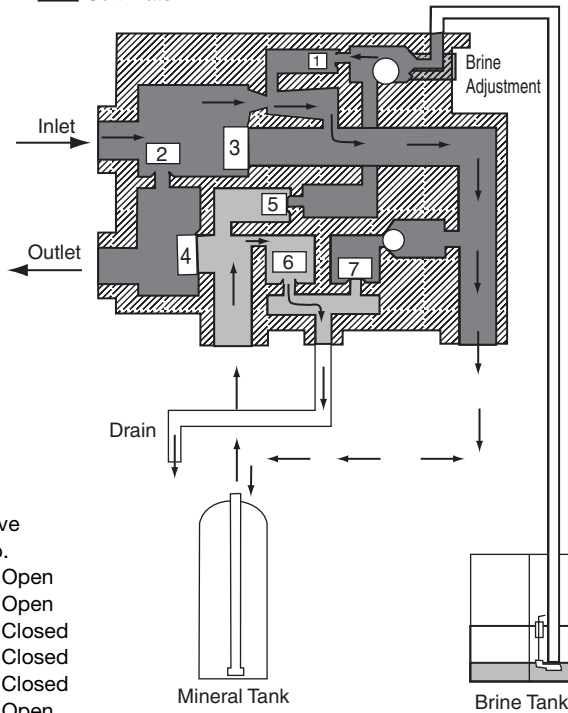 1
Brine
Adjustment
Inlet
2
3
5
Outlet
4
6
7
Drain
Open
Open
Closed
Closed
Closed
Open
Mineral Tank
Brine Tank